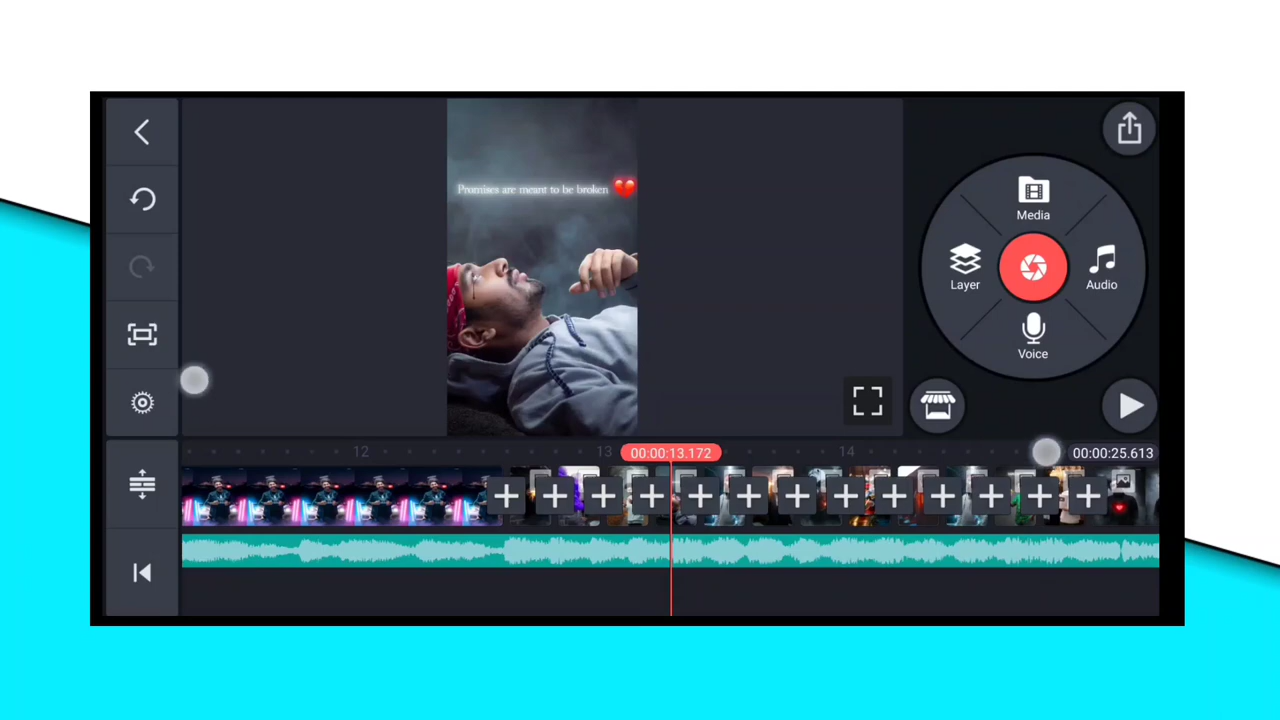 Media
Promises are meant to be broken 💔
Layer
Audio
Voice
12
13
00:00:13.172
14
00:00:25.613